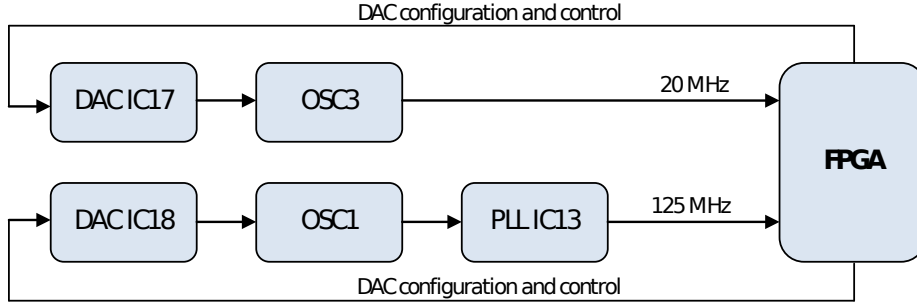 DAC configuration and control
DAC IC17
OSC3
20 MHz
FPGA
DAC IC18
OSC1
PLL IC13
125 MHz
DAC configuration and control